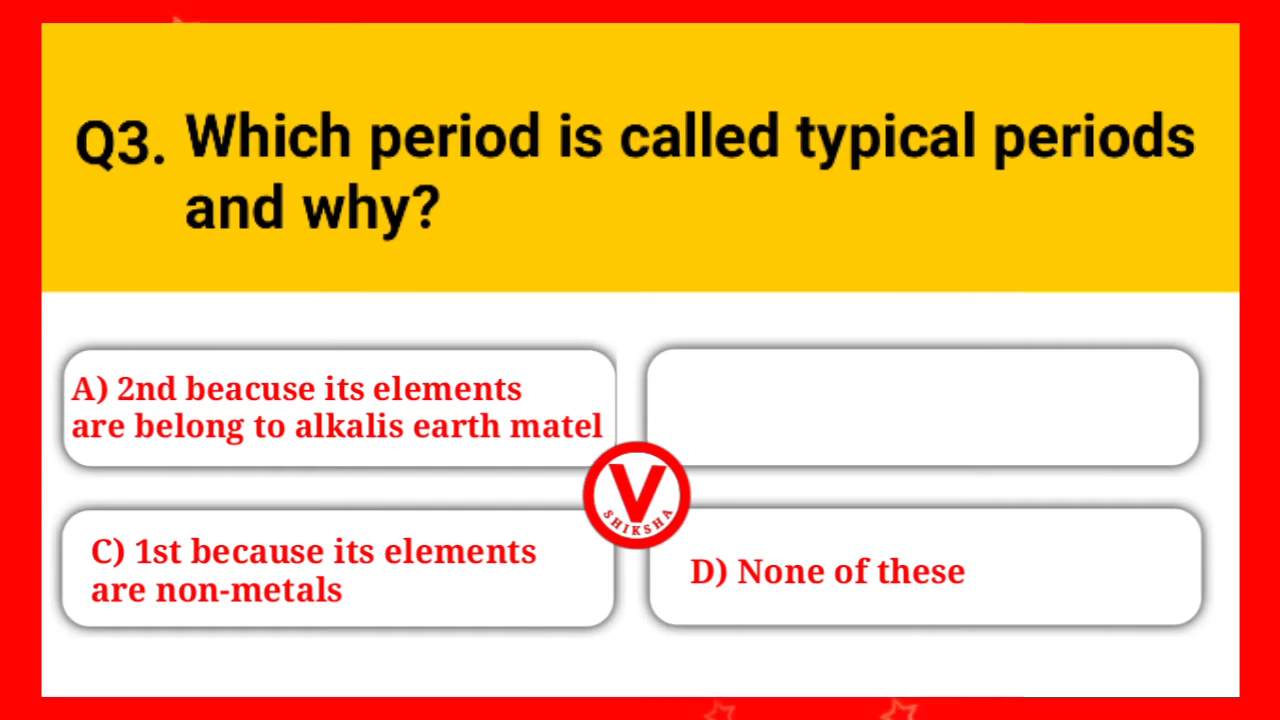 Q3. Which period is called typical periods
and why?
A) 2nd beacuse its elements
are belong to alkalis earth matel
V
SHIKSHA
C) 1st because its elements
are non-metals
D) None of these